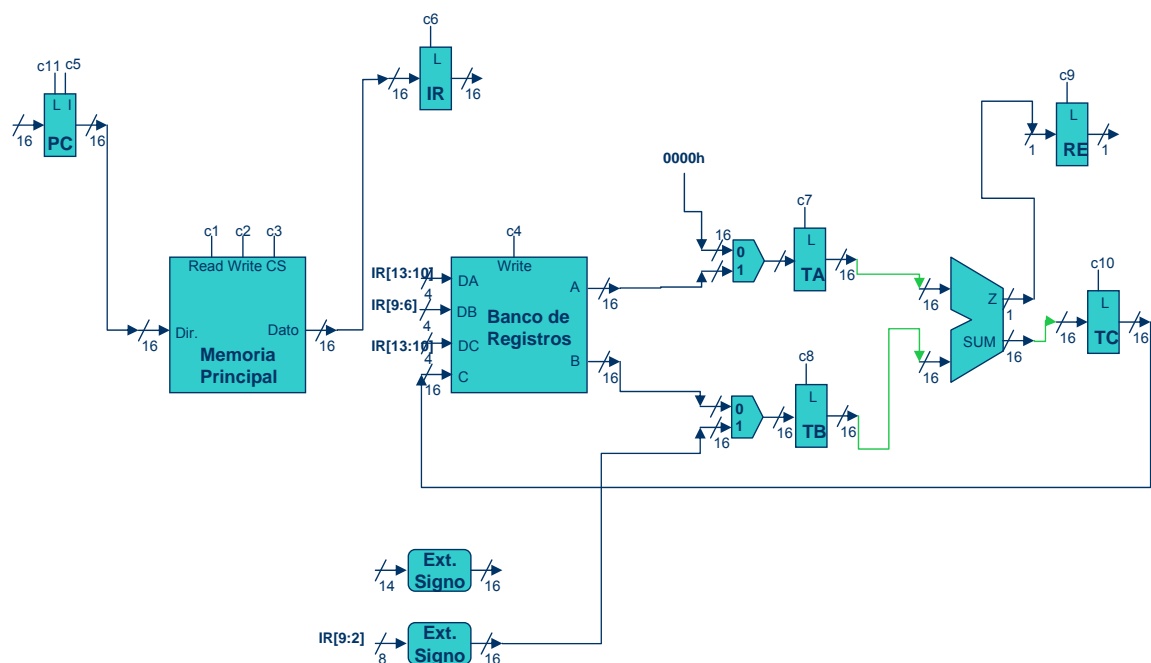 c6
L
IR
16
16
c11 c5
L I
PC
16
16
c9
L
RE
1
1
0000h
c1 c2 c3
Read Write CS
Dir.
Dato
Memoria
Principal
16
16
c4
Write
IR[13:10]
DA
4
IR[9:6]
DB
4
IR[13:10]
DC
4
C
16
A
B
Banco de
Registros
16
16
16
0
1
16
c7
L
TA
16
16
16
0
1
16
c8
L
TB
16
16
16
16
Z
SUM
1
16
c10
L
TC
16
16
Ext.
Signo
14
16
IR[9:2]
Ext.
Signo
8
16